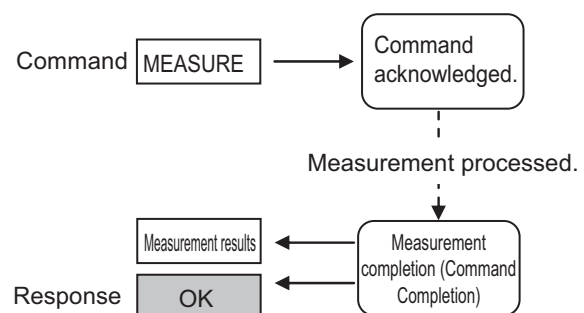 Command
MEASURE
Command
acknowledged.
Measurement processed.
Measurement results
Measurement
completion (Command
Completion)
Response
OK